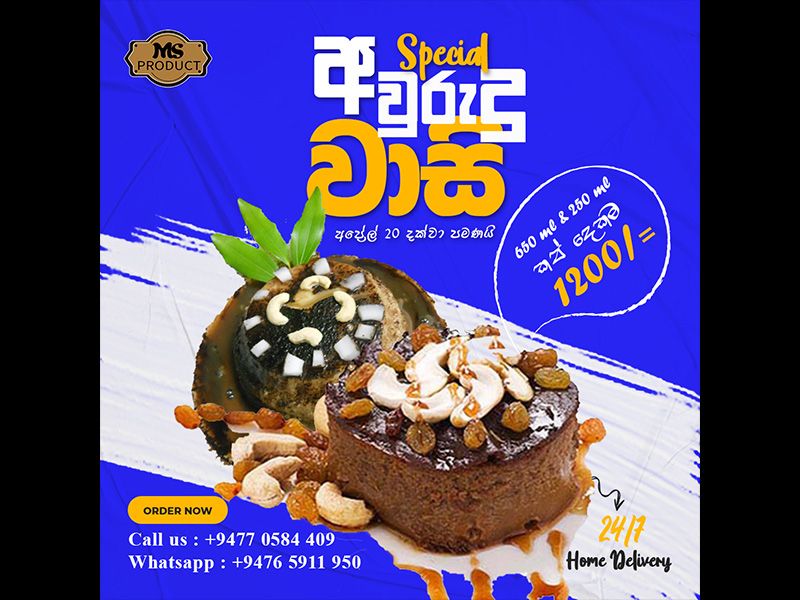 MS
PRODUCT
Special
අවුරුදු
වාසි
අප්‍රේල් 20 දක්වා පමණයි
650 ml & 250 ml
කප් දෙකම
1200/=
ORDER NOW
Call us : +9477 0584 409
Whatsapp : +9476 5911 950
24/7
Home Delivery